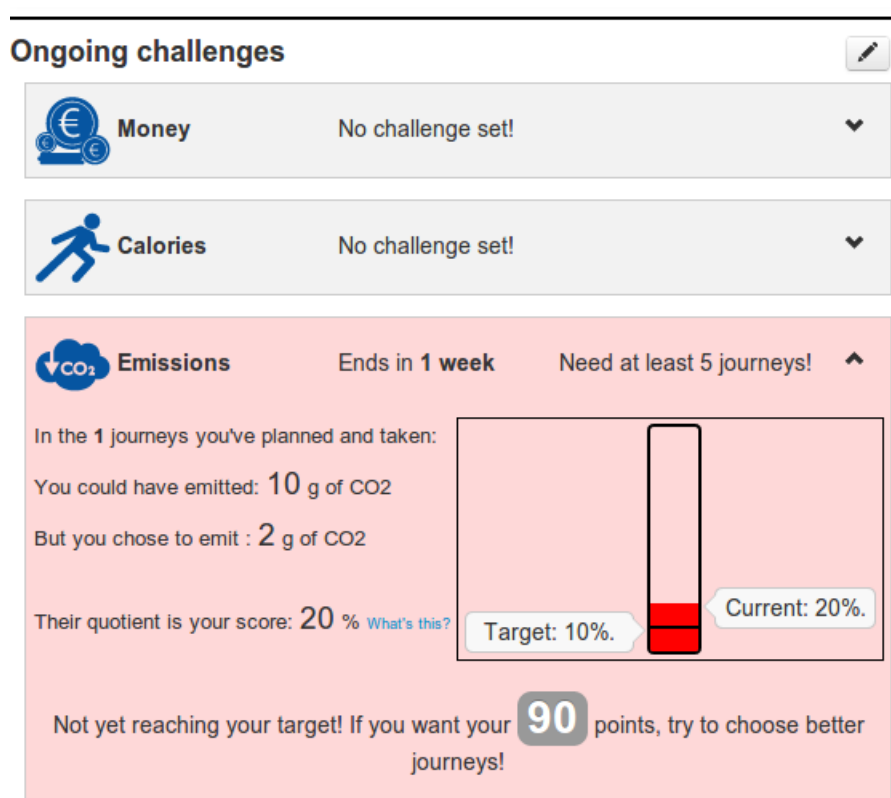 Ongoing challenges
Money No challenge set!
Calories No challenge set!
CO2 Emissions Ends in 1 week Need at least 5 journeys!
In the 1 journeys you've planned and taken:
You could have emitted: 10 g of CO2
But you chose to emit : 2 g of CO2
Their quotient is your score: 20 % What's this?
Target: 10%.
Current: 20%.
Not yet reaching your target! If you want your 90 points, try to choose better
journeys!